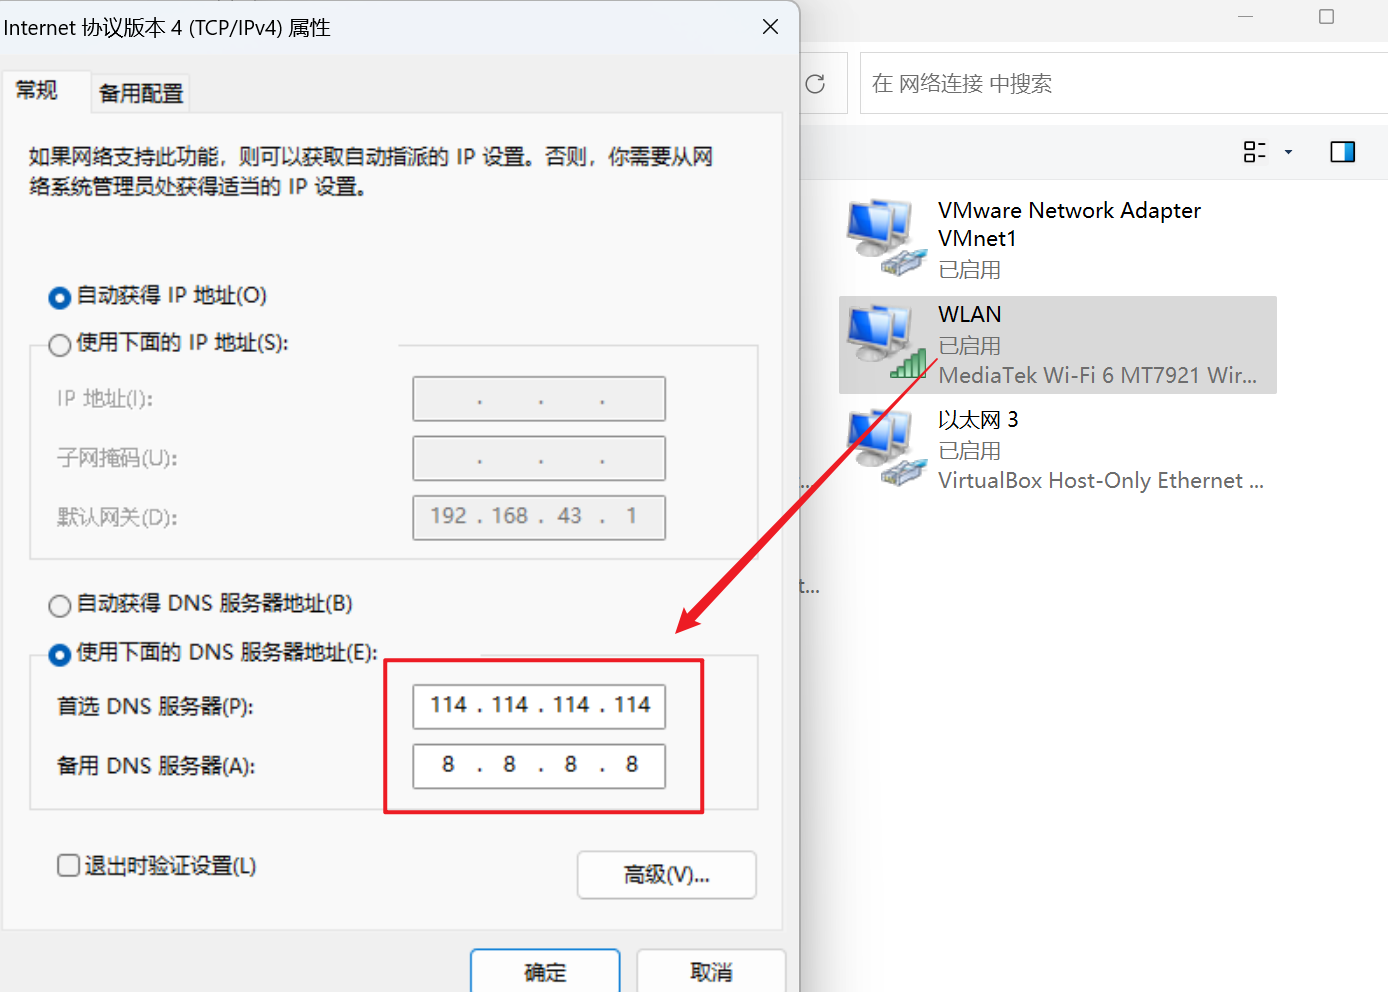 Internet 协议版本 4 (TCP/IPv4) 属性
常规
备用配置
如果网络支持此功能，则可以获取自动指派的 IP 设置。否则，你需要从网
络系统管理员处获得适当的 IP 设置。
自动获得 IP 地址(O)
使用下面的 IP 地址(S):
IP 地址(I):
. . .
子网掩码(U):
. . .
默认网关(D):
192 . 168 . 43 . 1
自动获得 DNS 服务器地址(B)
使用下面的 DNS 服务器地址(E):
首选 DNS 服务器(P):
114 . 114 . 114 . 114
备用 DNS 服务器(A):
8 . 8 . 8 . 8
退出时验证设置(L)
高级(V)...
确定
取消
在 网络连接 中搜索
VMware Network Adapter
VMnet1
已启用
WLAN
已启用
MediaTek Wi-Fi 6 MT7921 Wir...
以太网 3
已启用
VirtualBox Host-Only Ethernet ...
...
t...